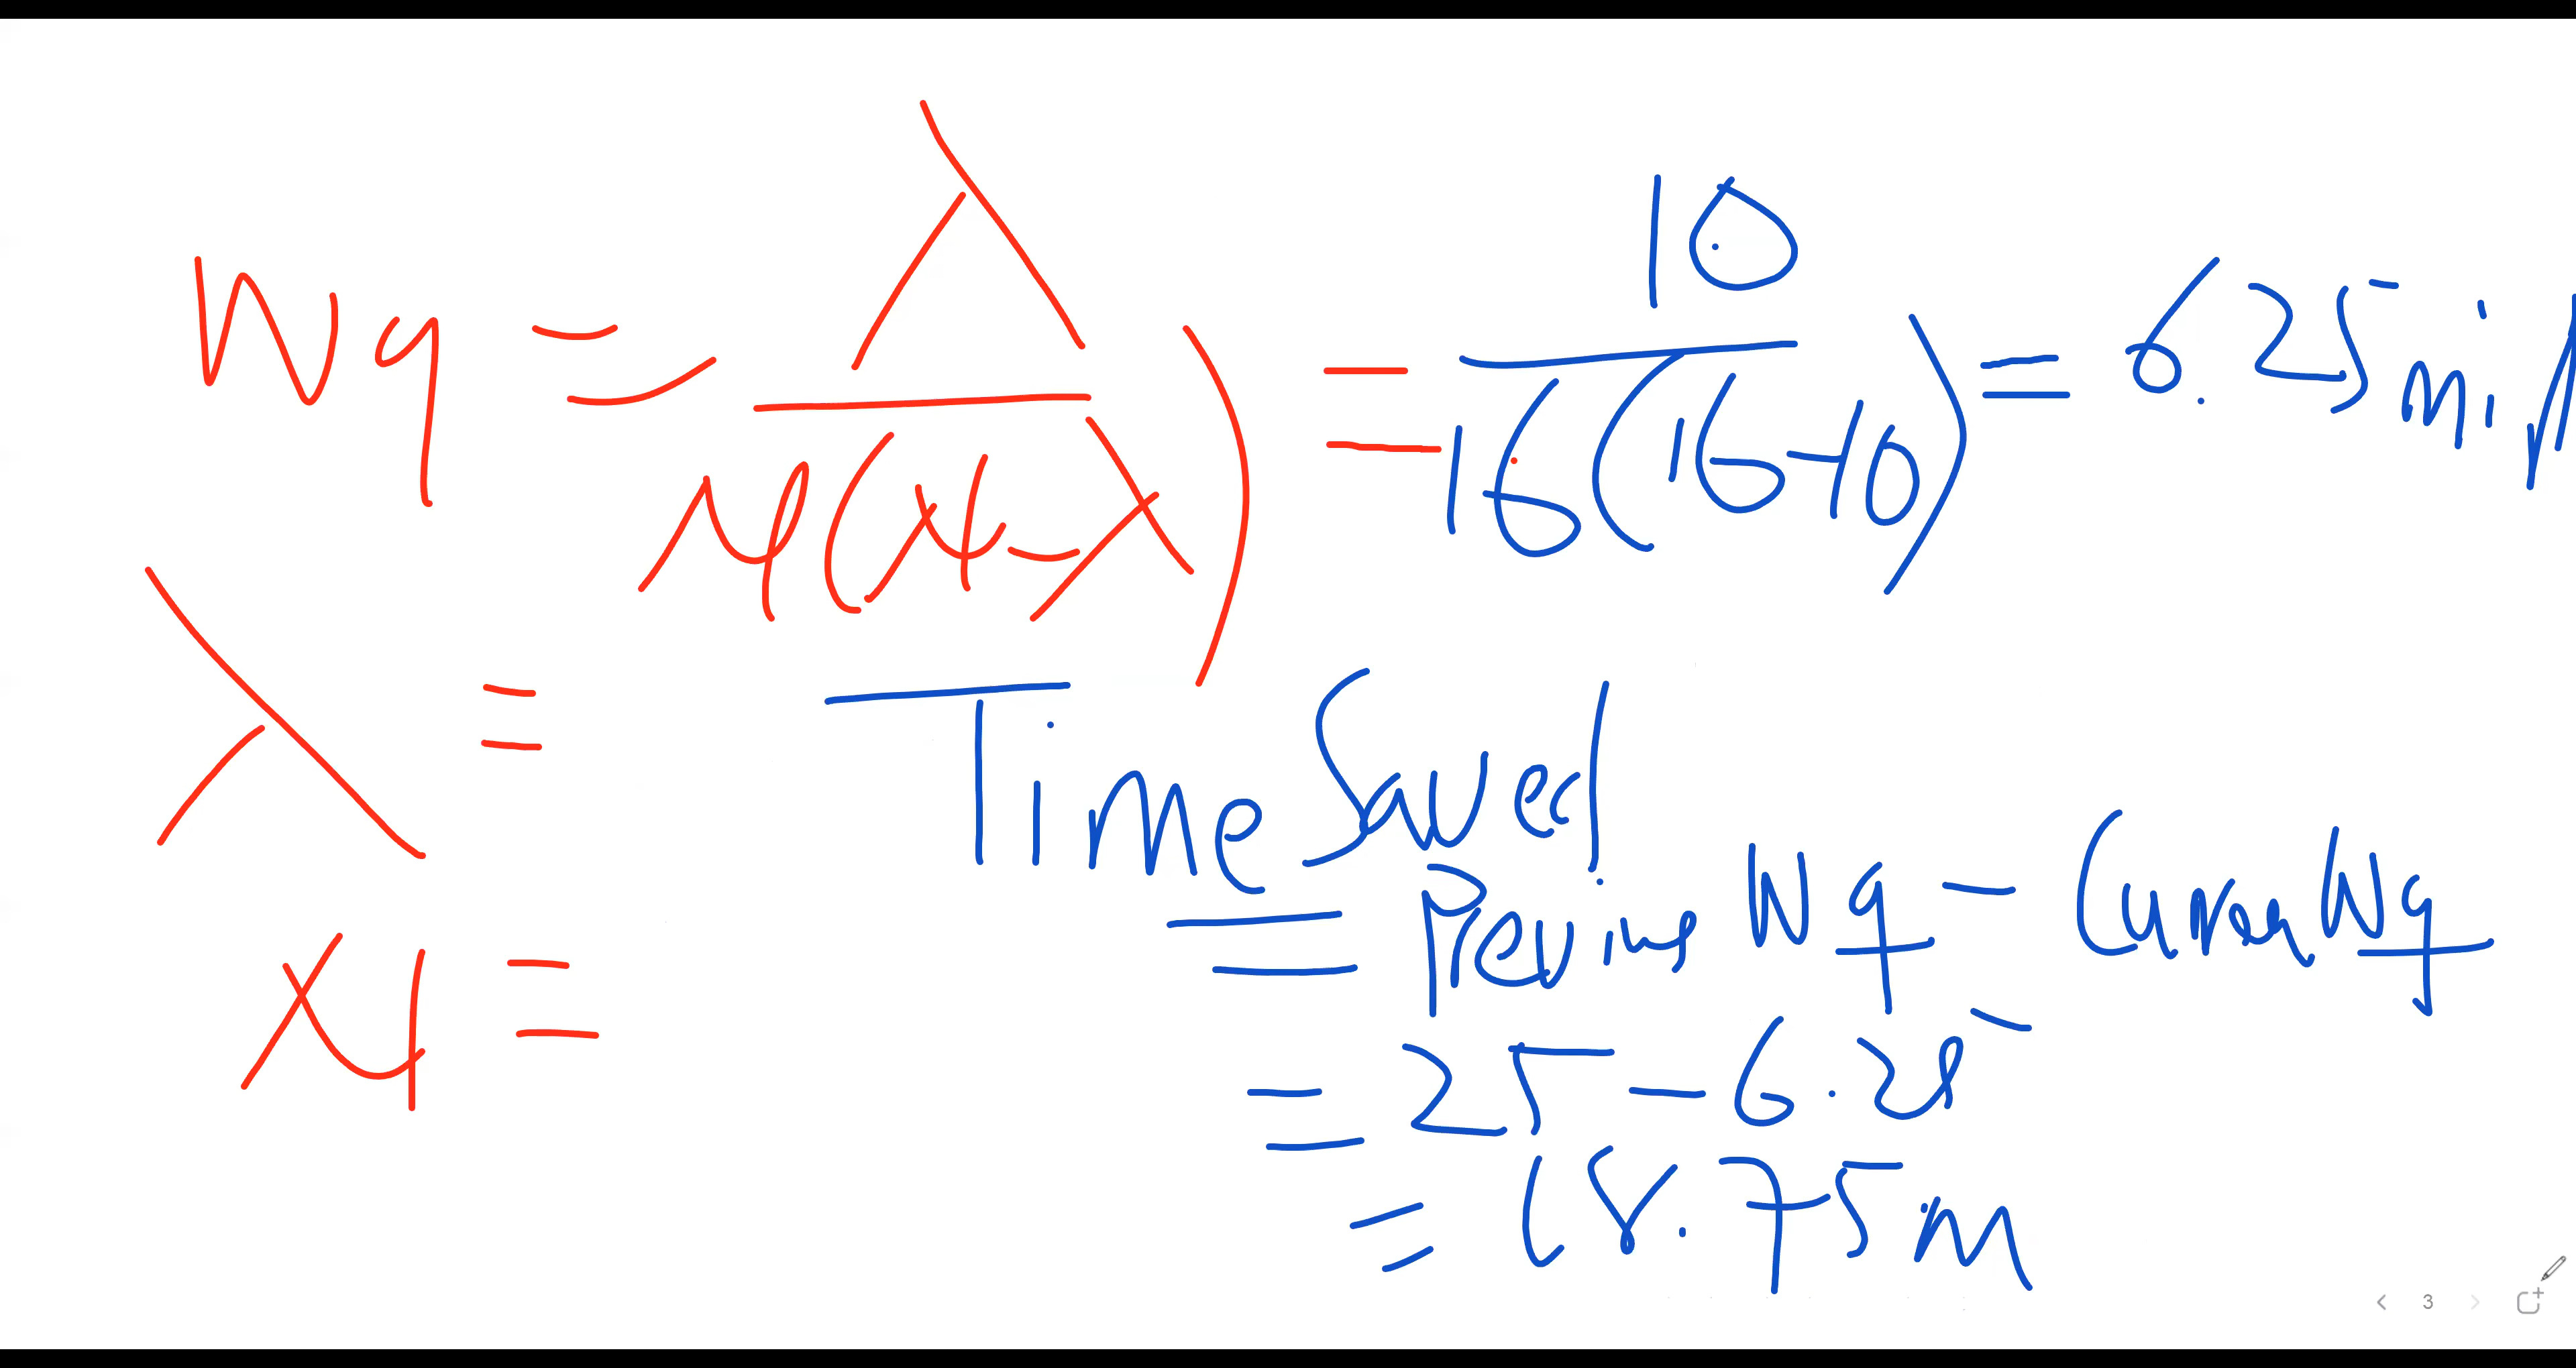 Wq = λ / μ(μ-λ) = 10 / 16(16-10) = 6.25 min
λ =
Time Saved
μ =
= Previous Wq - Current Wq
= 25 - 6.25
= 18.75 m
3